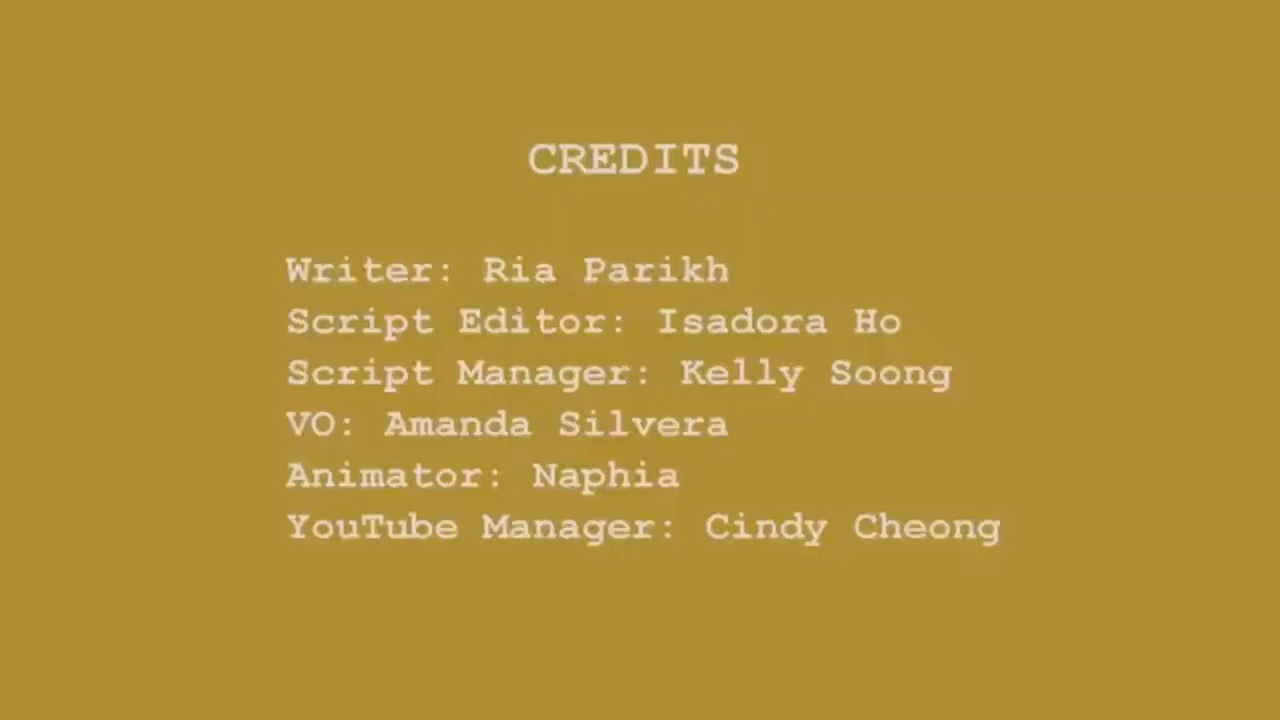 CREDITS
Writer: Ria Parikh
Script Editor: Isadora Ho
Script Manager: Kelly Soong
VO: Amanda Silvera
Animator: Naphia
YouTube Manager: Cindy Cheong